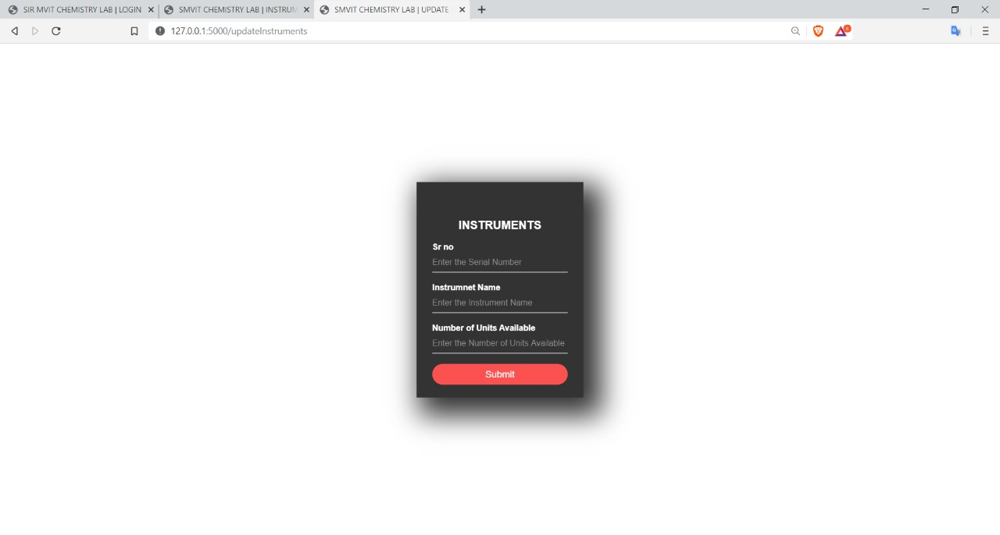 SIR MVIT CHEMISTRY LAB | LOGIN
SMVIT CHEMISTRY LAB | INSTRUM
SMVIT CHEMISTRY LAB | UPDATE
127.0.0.1:5000/updateInstruments
INSTRUMENTS
Sr no
Enter the Serial Number
Instrumnet Name
Enter the Instrument Name
Number of Units Available
Enter the Number of Units Available
Submit